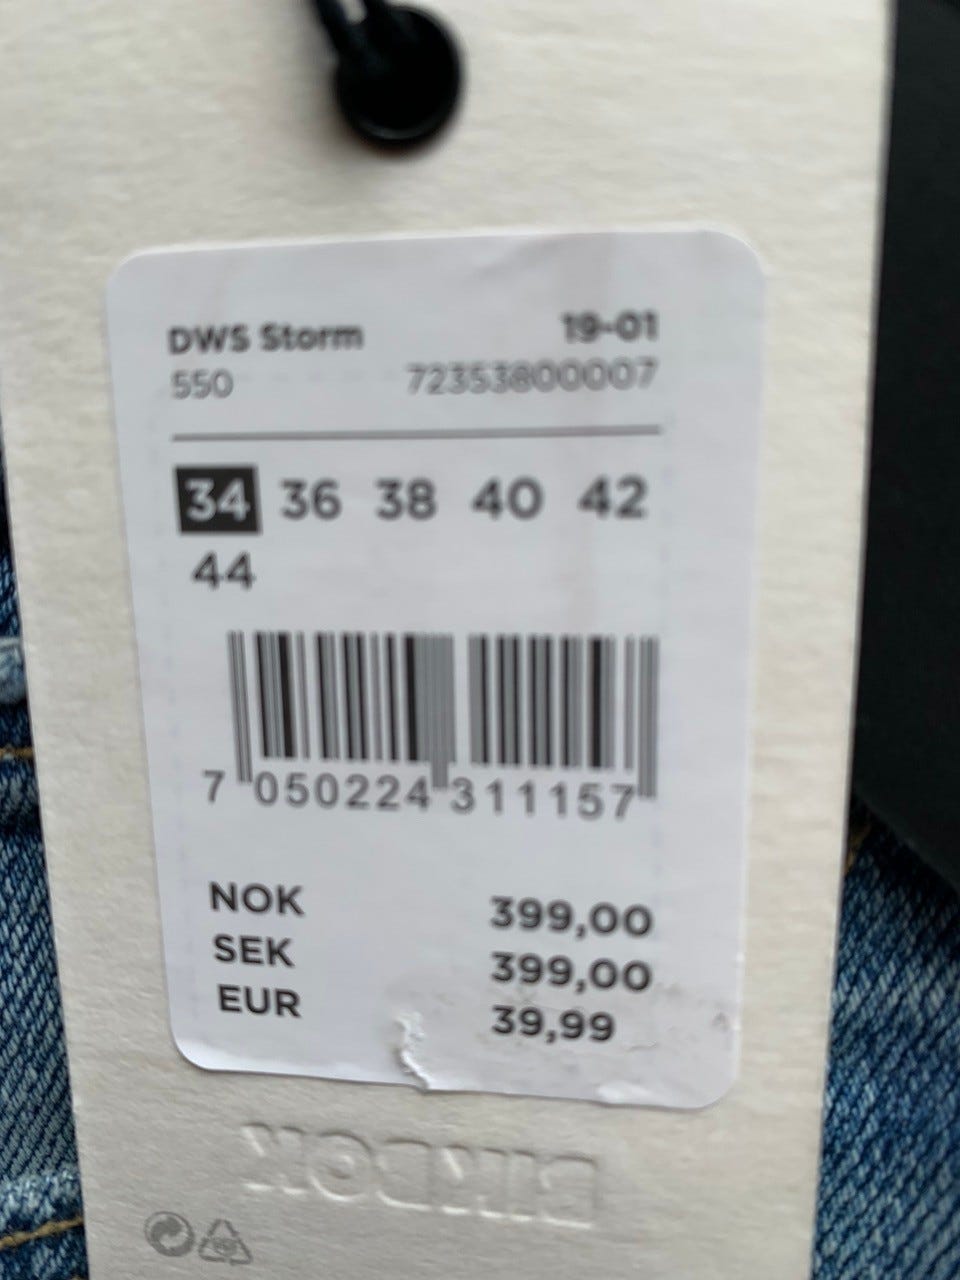 DWS Storm 19-01
550 72353800007
34 36 38 40 42
44
7 050224 311157
NOK 399,00
SEK 399,00
EUR 39,99
BIKBOK